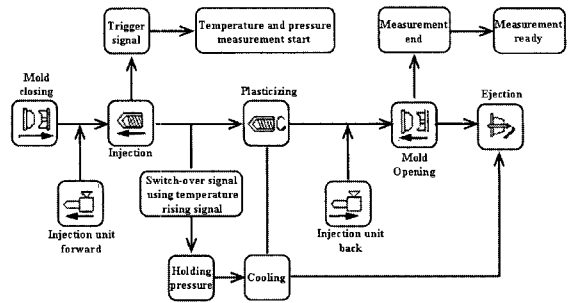 Trigger
signal
Temperature and pressure
measurement start
Measurement
end
Measurement
ready
Mold
closing
Injection
Plasticizing
Mold
Opening
Ejection
Injection unit
forward
Switch-over signal
using temperature
rising signal
Injection unit
back
Holding
pressure
Cooling